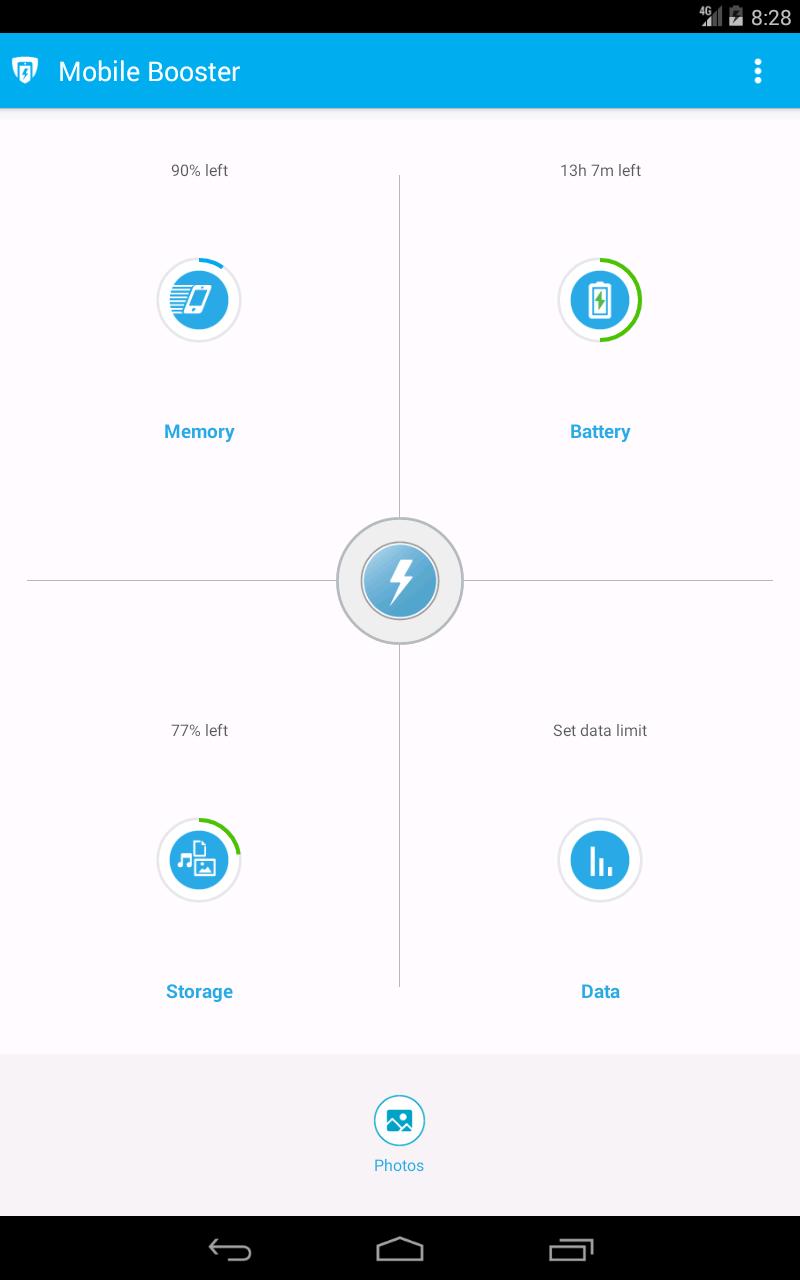 4G 8:28
Mobile Booster
90% left
13h 7m left
Memory
Battery
77% left
Set data limit
Storage
Data
Photos